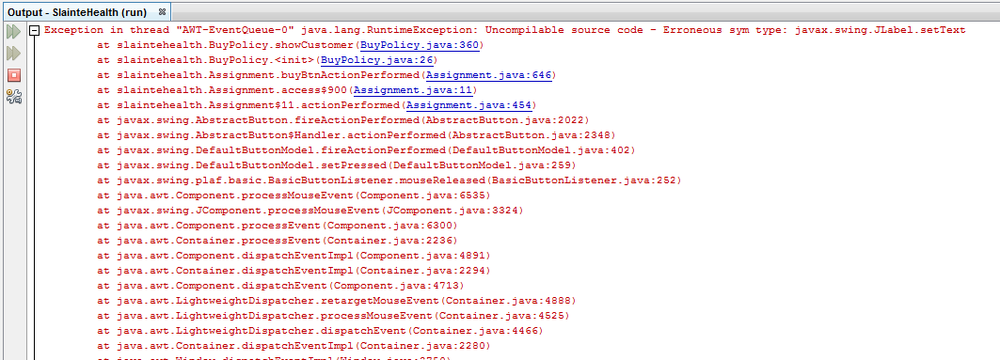 Output - SlainteHealth (run)
Exception in thread "AWT-EventQueue-0" java.lang.RuntimeException: Uncompilable source code - Erroneous sym type: javax.swing.JLabel.setText
at slaintehealth.BuyPolicy.showCustomer(BuyPolicy.java:360)
at slaintehealth.BuyPolicy.<init>(BuyPolicy.java:26)
at slaintehealth.Assignment.buyBtnActionPerformed(Assignment.java:646)
at slaintehealth.Assignment.access$900(Assignment.java:11)
at slaintehealth.Assignment$11.actionPerformed(Assignment.java:454)
at javax.swing.AbstractButton.fireActionPerformed(AbstractButton.java:2022)
at javax.swing.AbstractButton$Handler.actionPerformed(AbstractButton.java:2348)
at javax.swing.DefaultButtonModel.fireActionPerformed(DefaultButtonModel.java:402)
at javax.swing.DefaultButtonModel.setPressed(DefaultButtonModel.java:259)
at javax.swing.plaf.basic.BasicButtonListener.mouseReleased(BasicButtonListener.java:252)
at java.awt.Component.processMouseEvent(Component.java:6535)
at javax.swing.JComponent.processMouseEvent(JComponent.java:3324)
at java.awt.Component.processEvent(Component.java:6300)
at java.awt.Container.processEvent(Container.java:2236)
at java.awt.Component.dispatchEventImpl(Component.java:4891)
at java.awt.Container.dispatchEventImpl(Container.java:2294)
at java.awt.Component.dispatchEvent(Component.java:4713)
at java.awt.LightweightDispatcher.retargetMouseEvent(Container.java:4888)
at java.awt.LightweightDispatcher.processMouseEvent(Container.java:4525)
at java.awt.LightweightDispatcher.dispatchEvent(Container.java:4466)
at java.awt.Container.dispatchEventImpl(Container.java:2280)
at java.awt.Window.dispatchEventImpl(Window.java:2750)